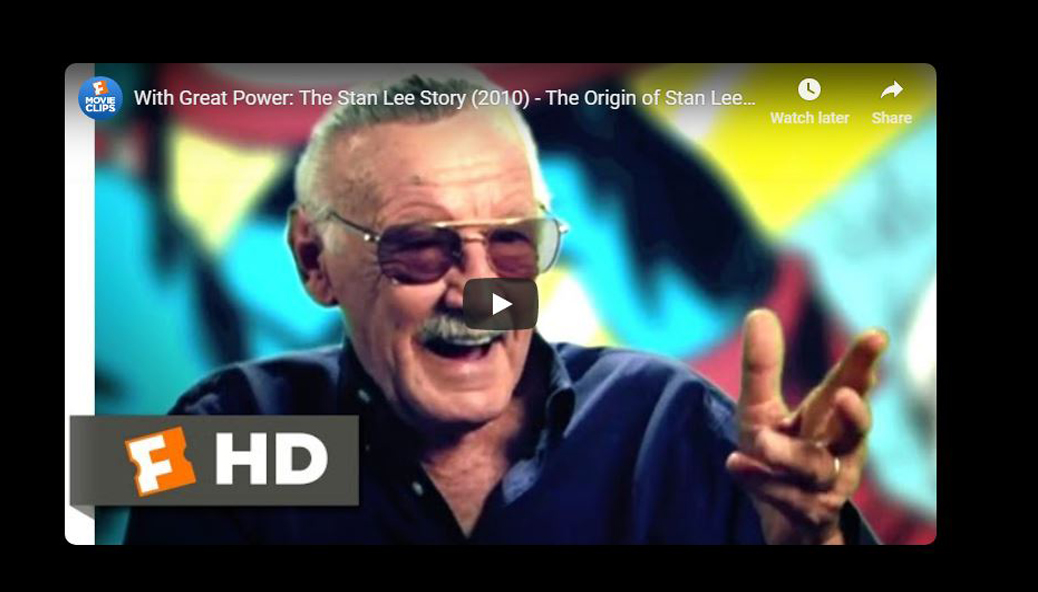 F
MOVIE
CLIPS
With Great Power: The Stan Lee Story (2010) - The Origin of Stan Lee...
Watch later
Share
F HD